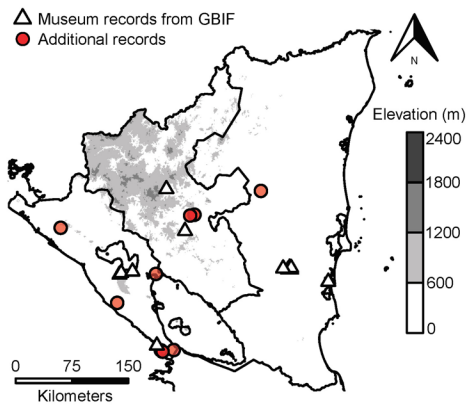 Museum records from GBIF
Additional records
N
Elevation (m)
2400
1800
1200
600
0
0 75 150
Kilometers